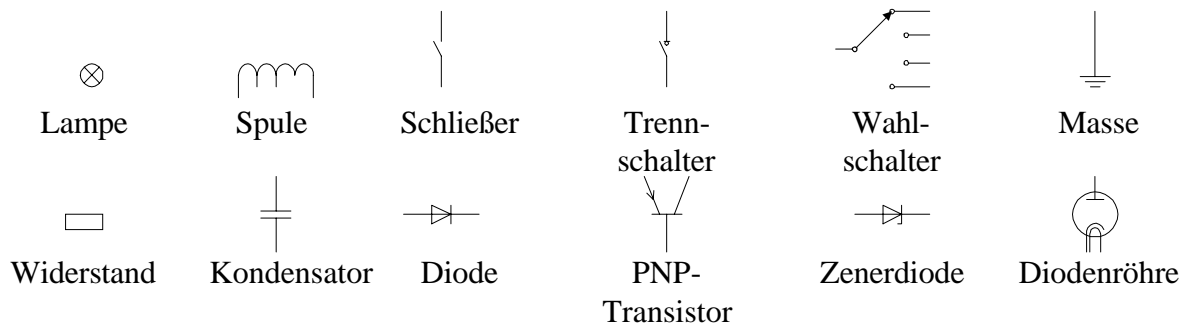 Lampe Spule Schließer Trenn- Wahl- Masse
schalter schalter
Widerstand Kondensator Diode PNP- Zenerdiode Diodenröhre
Transistor